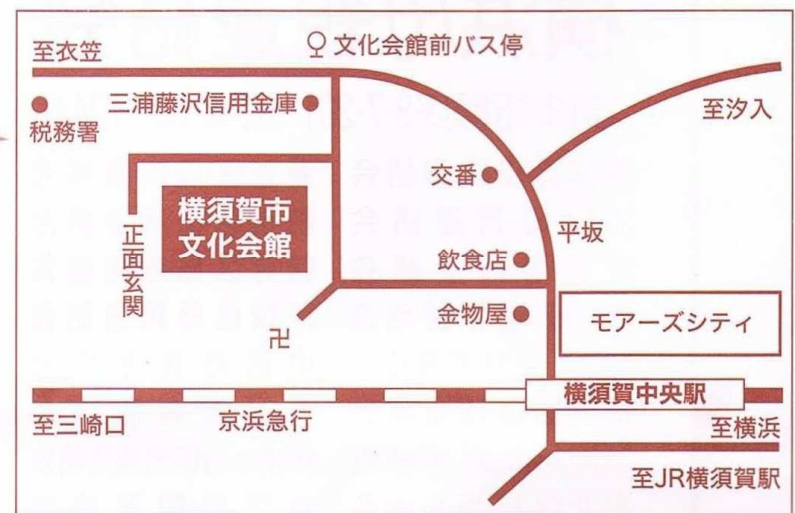 至衣笠
文化会館前バス停
税務署
三浦藤沢信用金庫
至汐入
交番
横須賀市
文化会館
正面玄関
平坂
飲食店
金物屋
モアーズシティ
卍
横須賀中央駅
至三崎口
京浜急行
至横浜
至JR横須賀駅